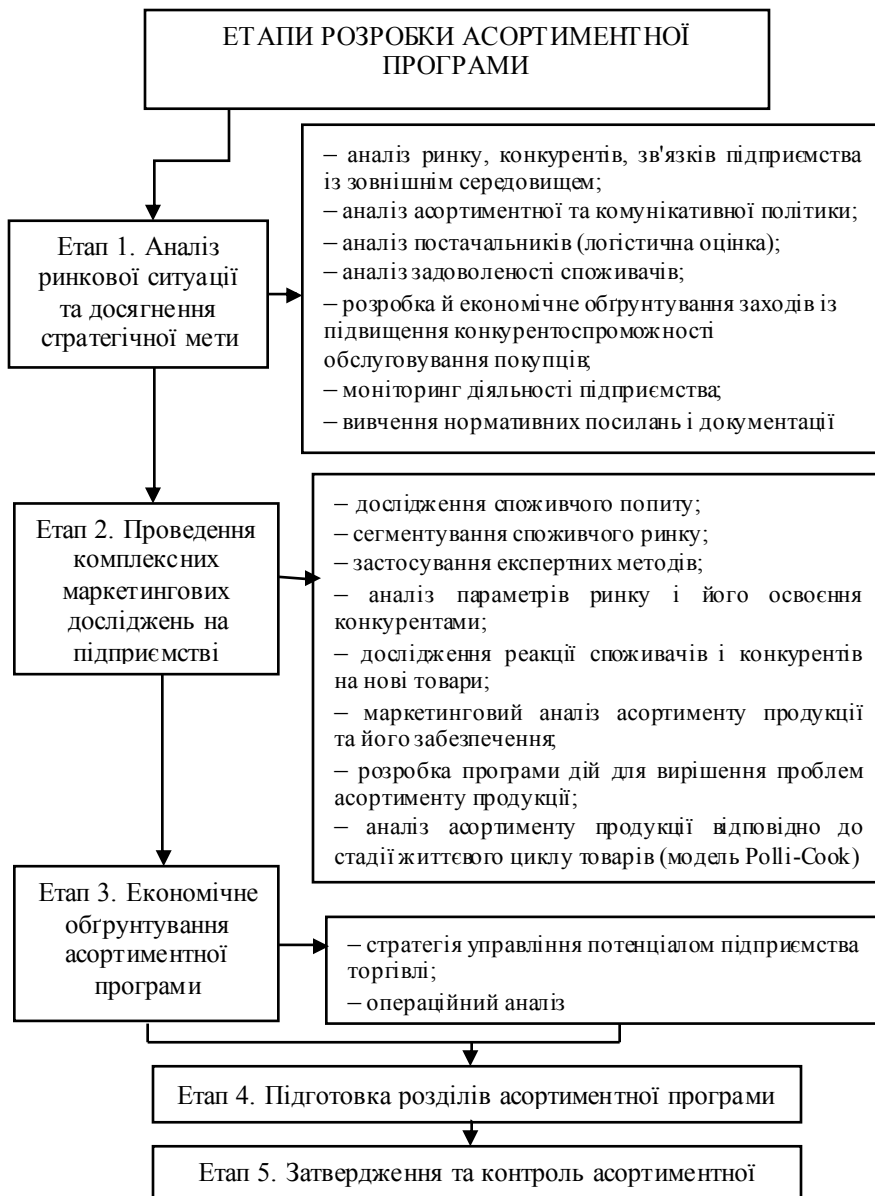 ЕТАПИ РОЗРОБКИ АСОРТИМЕНТНОЇ
ПРОГРАМИ
Етап 1. Аналіз
ринкової ситуації
та досягнення
стратегічної мети
– аналіз ринку, конкурентів, зв'язків підприємства
із зовнішнім середовищем;
– аналіз асортиментної та комунікативної політики;
– аналіз постачальників (логістична оцінка);
– аналіз задоволеності споживачів;
– розробка й економічне обґрунтування заходів із
підвищення конкурентоспроможності
обслуговування покупців;
– моніторинг діяльності підприємства;
– вивчення нормативних посилань і документації
Етап 2. Проведення
комплексних
маркетингових
досліджень на
підприємстві
– дослідження споживчого попиту;
– сегментування споживчого ринку;
– застосування експертних методів;
– аналіз параметрів ринку і його освоєння
конкурентами;
– дослідження реакції споживачів і конкурентів
на нові товари;
– маркетинговий аналіз асортименту продукції
та його забезпечення;
– розробка програми дій для вирішення проблем
асортименту продукції;
– аналіз асортименту продукції відповідно до
стадії життєвого циклу товарів (модель Polli-Cook)
Етап 3. Економічне
обґрунтування
асортиментної
програми
– стратегія управління потенціалом підприємства
торгівлі;
– операційний аналіз
Етап 4. Підготовка розділів асортиментної програми
Етап 5. Затвердження та контроль асортиментної